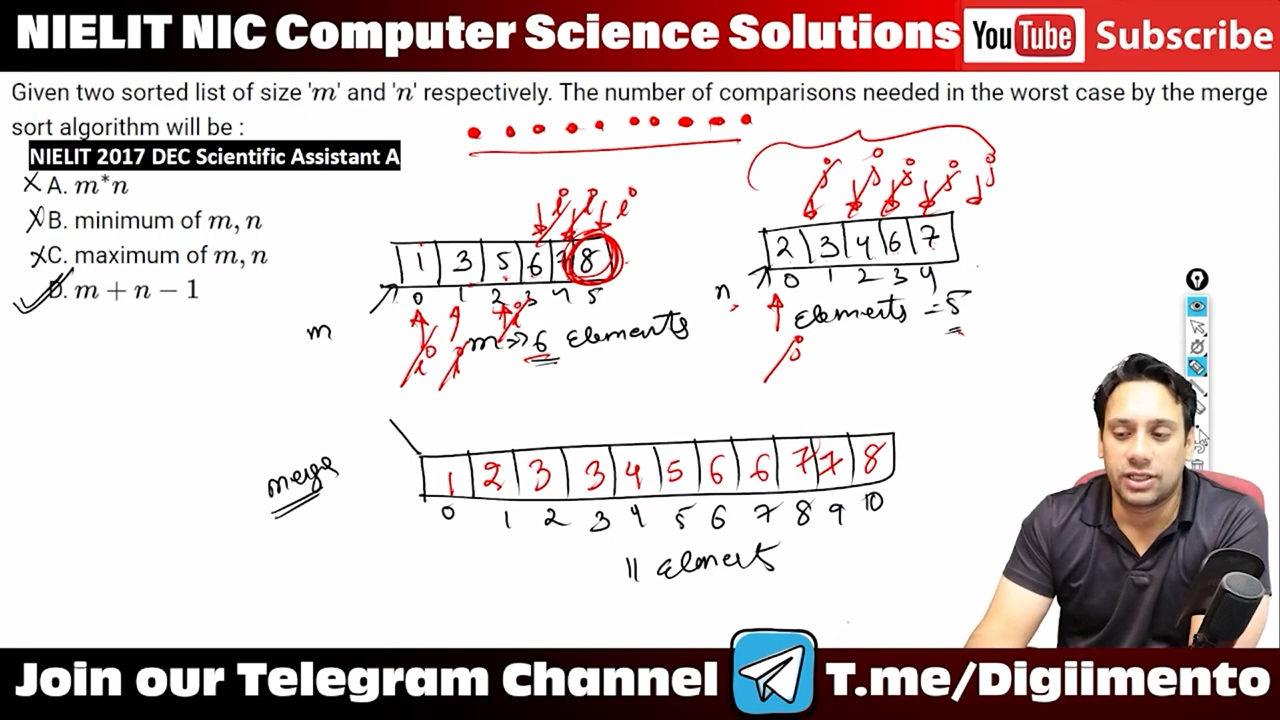 NIELIT NIC Computer Science Solutions YouTube Subscribe
Given two sorted list of size 'm' and 'n' respectively. The number of comparisons needed in the worst case by the merge
sort algorithm will be :
NIELIT 2017 DEC Scientific Assistant A
A. m*n
B. minimum of m, n
C. maximum of m, n
D. m + n − 1
i i i
j j j j j
1 3 5 6 7 8
0 1 2 3 4 5
2 3 4 6 7
0 1 2 3 4
m
m => 6 elements
n
elements = 5
i i i
j
merge
1 2 3 3 4 5 6 6 7 7 8
0 1 2 3 4 5 6 7 8 9 10
11 element
Join our Telegram Channel T.me/Digiimento